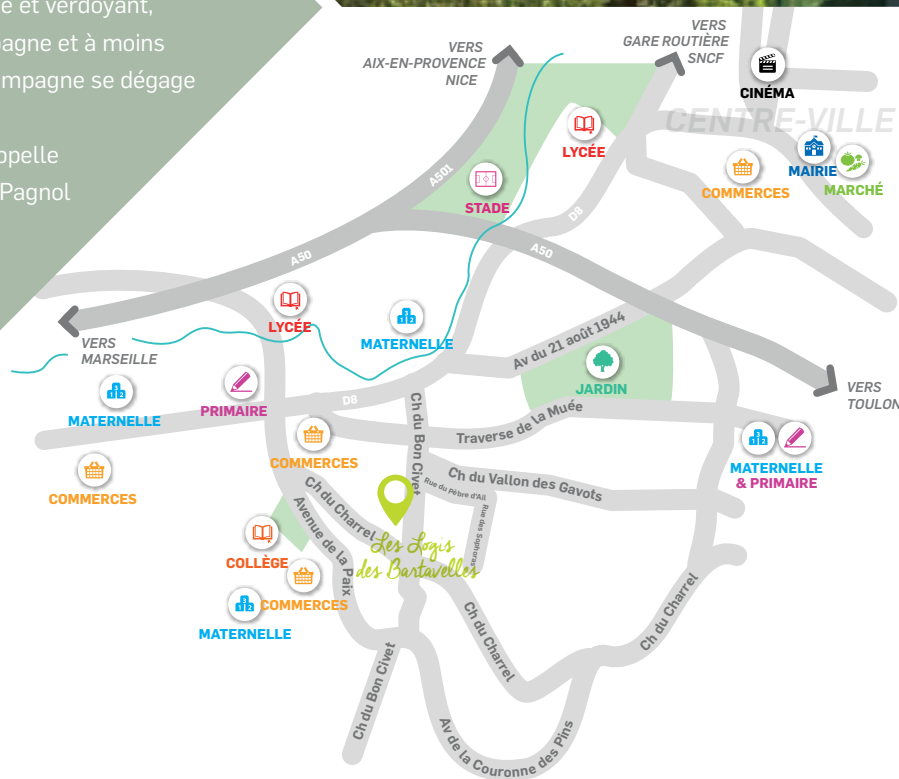 e et verdoyant,
pagne et à moins
ompagne se dégage
ppelle
Pagnol
VERS
AIX-EN-PROVENCE
NICE
VERS
GARE ROUTIÈRE
SNCF
CINÉMA
CENTRE-VILLE
LYCÉE
MAIRIE
MARCHÉ
COMMERCES
A501
STADE
D8
A50
A50
LYCÉE
MATERNELLE
Av du 21 août 1944
VERS
MARSEILLE
JARDIN
VERS
TOULON
MATERNELLE
PRIMAIRE
D8
Ch du Bon Civet
Traverse de la Muée
COMMERCES
COMMERCES
MATERNELLE
& PRIMAIRE
Ch du Vallon des Gavots
Rue du Pèbre d'Ail
Rue des Sophoras
Ch du Charrel
Avenue de la Paix
Les Logis
des Bartavelles
COLLÈGE
COMMERCES
MATERNELLE
Ch du Charrel
Ch du Charrel
Ch du Bon Civet
Av de la Couronne des Pins